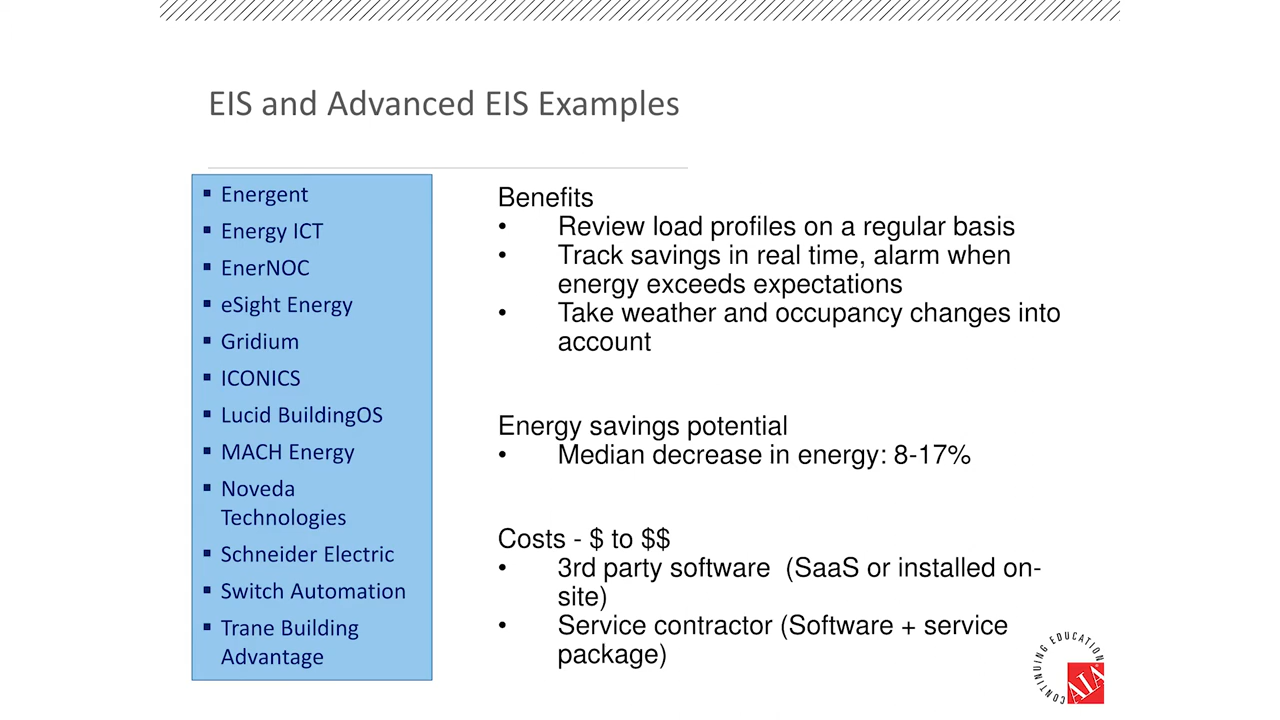 EIS and Advanced EIS Examples
▪ Energent
▪ Energy ICT
▪ EnerNOC
▪ eSight Energy
▪ Gridium
▪ ICONICS
▪ Lucid BuildingOS
▪ MACH Energy
▪ Noveda
Technologies
▪ Schneider Electric
▪ Switch Automation
▪ Trane Building
Advantage
Benefits
• Review load profiles on a regular basis
• Track savings in real time, alarm when
energy exceeds expectations
• Take weather and occupancy changes into
account
Energy savings potential
• Median decrease in energy: 8-17%
Costs - $ to $$
• 3rd party software (SaaS or installed on-
site)
• Service contractor (Software + service
package)
CONTINUING EDUCATION
AIA